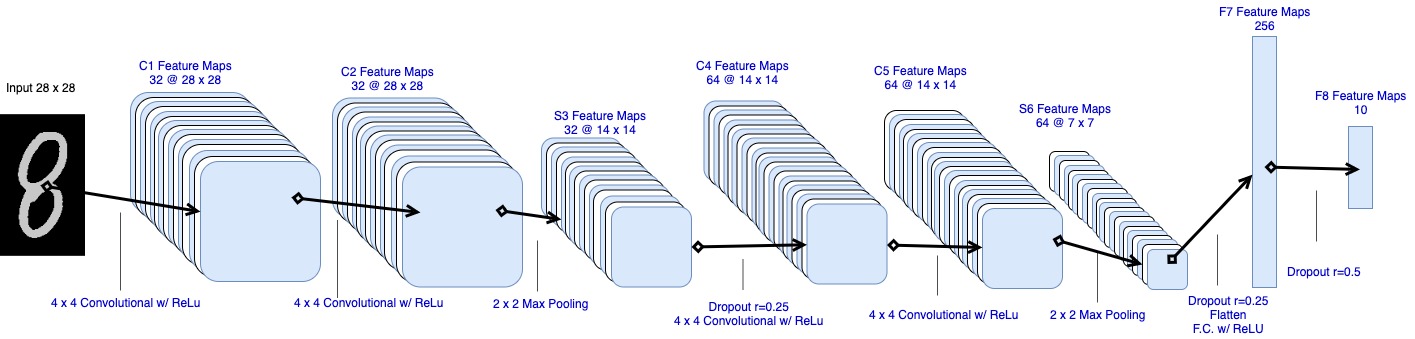 Input 28 x 28
C1 Feature Maps
32 @ 28 x 28
C2 Feature Maps
32 @ 28 x 28
S3 Feature Maps
32 @ 14 x 14
C4 Feature Maps
64 @ 14 x 14
C5 Feature Maps
64 @ 14 x 14
S6 Feature Maps
64 @ 7 x 7
F7 Feature Maps
256
F8 Feature Maps
10
8
4 x 4 Convolutional w/ ReLu
4 x 4 Convolutional w/ ReLu
2 x 2 Max Pooling
Dropout r=0.25
4 x 4 Convolutional w/ ReLu
4 x 4 Convolutional w/ ReLu
2 x 2 Max Pooling
Dropout r=0.25
Flatten
F.C. w/ ReLU
Dropout r=0.5